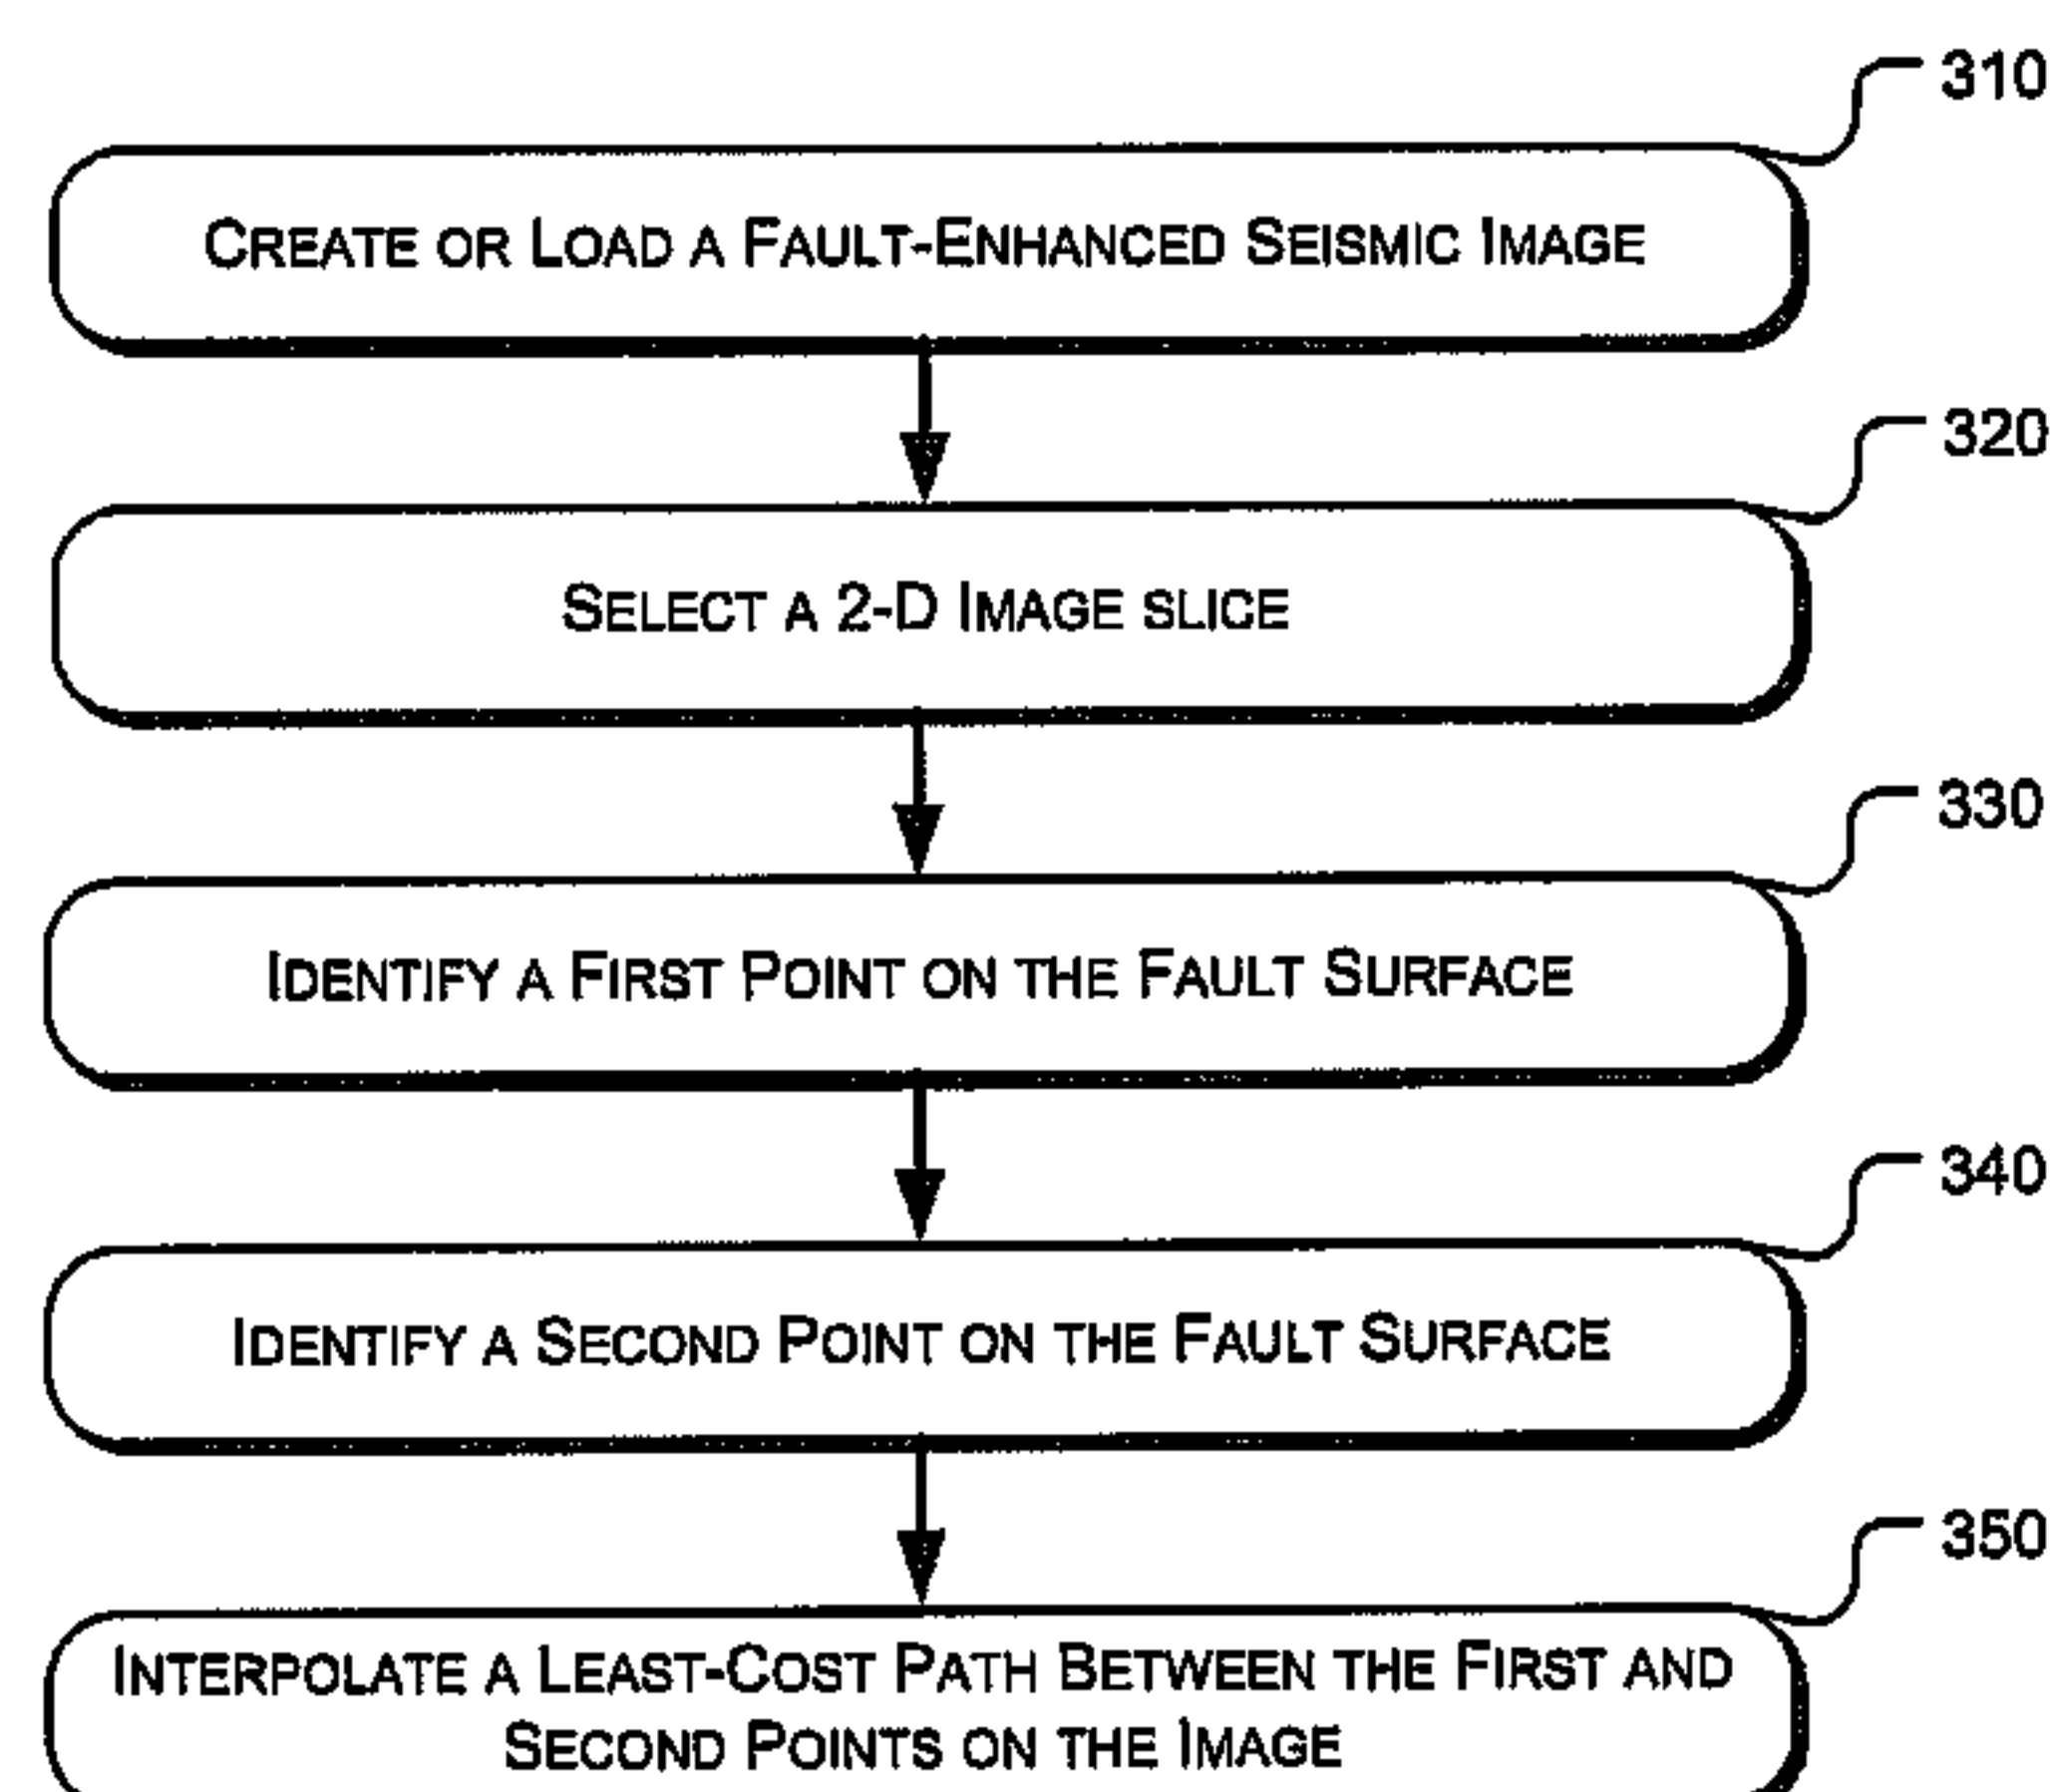 310
CREATE OR LOAD A FAULT-ENHANCED SEISMIC IMAGE
320
SELECT A 2-D IMAGE SLICE
330
IDENTIFY A FIRST POINT ON THE FAULT SURFACE
340
IDENTIFY A SECOND POINT ON THE FAULT SURFACE
350
INTERPOLATE A LEAST-COST PATH BETWEEN THE FIRST AND
SECOND POINTS ON THE IMAGE